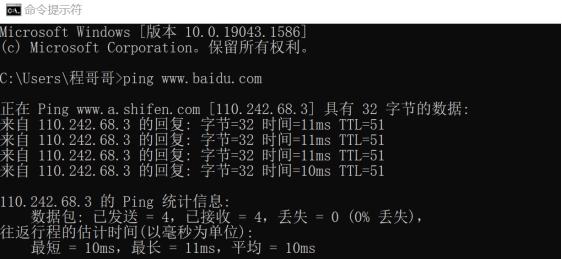 命令提示符
Microsoft Windows [版本 10.0.19043.1586]
(c) Microsoft Corporation。保留所有权利。
C:\Users\程哥哥>ping www.baidu.com
正在 Ping www.a.shifen.com [110.242.68.3] 具有 32 字节的数据:
来自 110.242.68.3 的回复: 字节=32 时间=11ms TTL=51
来自 110.242.68.3 的回复: 字节=32 时间=11ms TTL=51
来自 110.242.68.3 的回复: 字节=32 时间=11ms TTL=51
来自 110.242.68.3 的回复: 字节=32 时间=10ms TTL=51
110.242.68.3 的 Ping 统计信息:
数据包: 已发送 = 4，已接收 = 4，丢失 = 0 (0% 丢失)，
往返行程的估计时间(以毫秒为单位):
最短 = 10ms，最长 = 11ms，平均 = 10ms